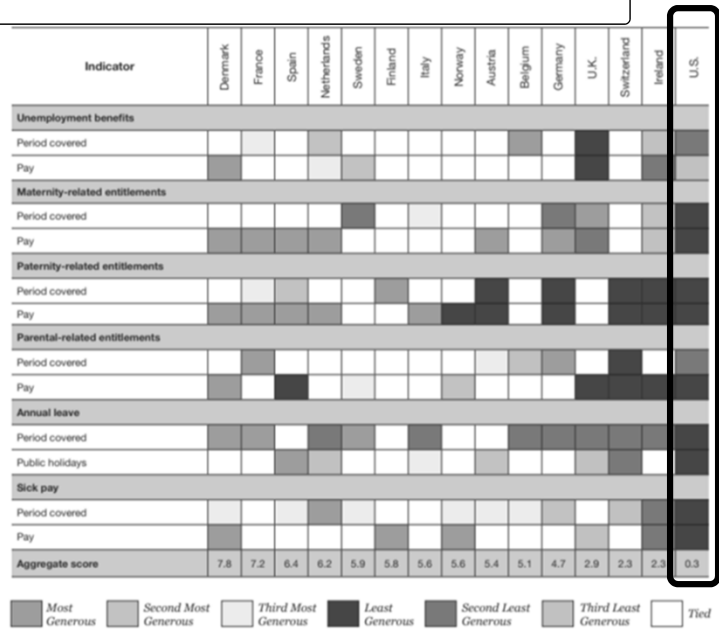 Indicator Denmark France Spain Netherlands Sweden Finland Italy Norway Austria Belgium Germany U.K. Switzerland Ireland U.S.
Unemployment benefits
Period covered
Pay
Maternity-related entitlements
Period covered
Pay
Paternity-related entitlements
Period covered
Pay
Parental-related entitlements
Period covered
Pay
Annual leave
Period covered
Public holidays
Sick pay
Period covered
Pay
Aggregate score 7.8 7.2 6.4 6.2 5.9 5.8 5.6 5.6 5.4 5.1 4.7 2.9 2.3 2.3 0.3
Most Second Most Third Most Least Second Least Third Least Tied
Generous Generous Generous Generous Generous Generous